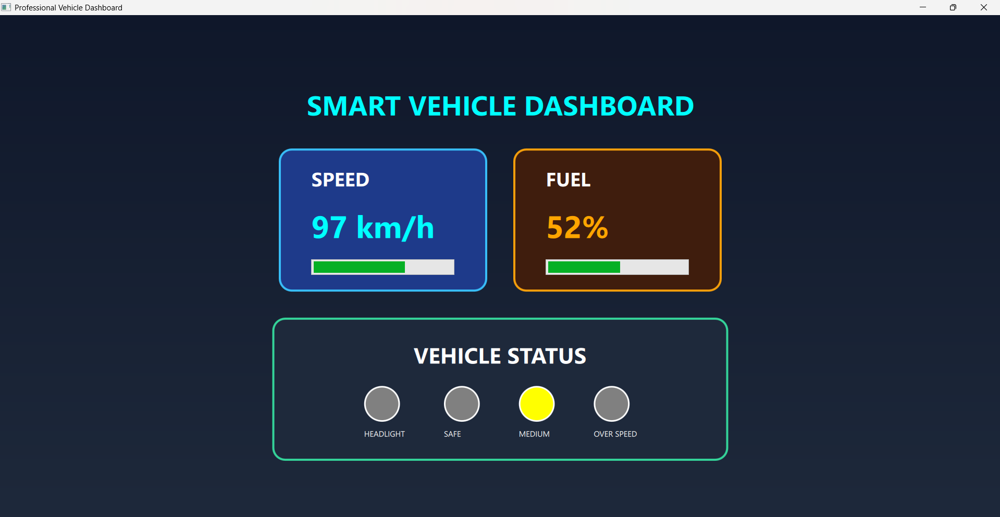 Professional Vehicle Dashboard
SMART VEHICLE DASHBOARD
SPEED
97 km/h
FUEL
52%
VEHICLE STATUS
HEADLIGHT
SAFE
MEDIUM
OVER SPEED